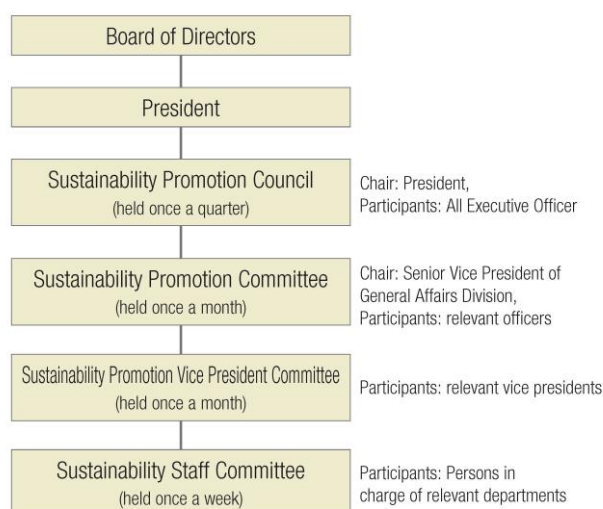 Board of Directors
President
Sustainability Promotion Council
(held once a quarter)
Chair: President,
Participants: All Executive Officer
Sustainability Promotion Committee
(held once a month)
Chair: Senior Vice President of
General Affairs Division,
Participants: relevant officers
Sustainability Promotion Vice President Committee
(held once a month)
Participants: relevant vice presidents
Sustainability Staff Committee
(held once a week)
Participants: Persons in
charge of relevant departments